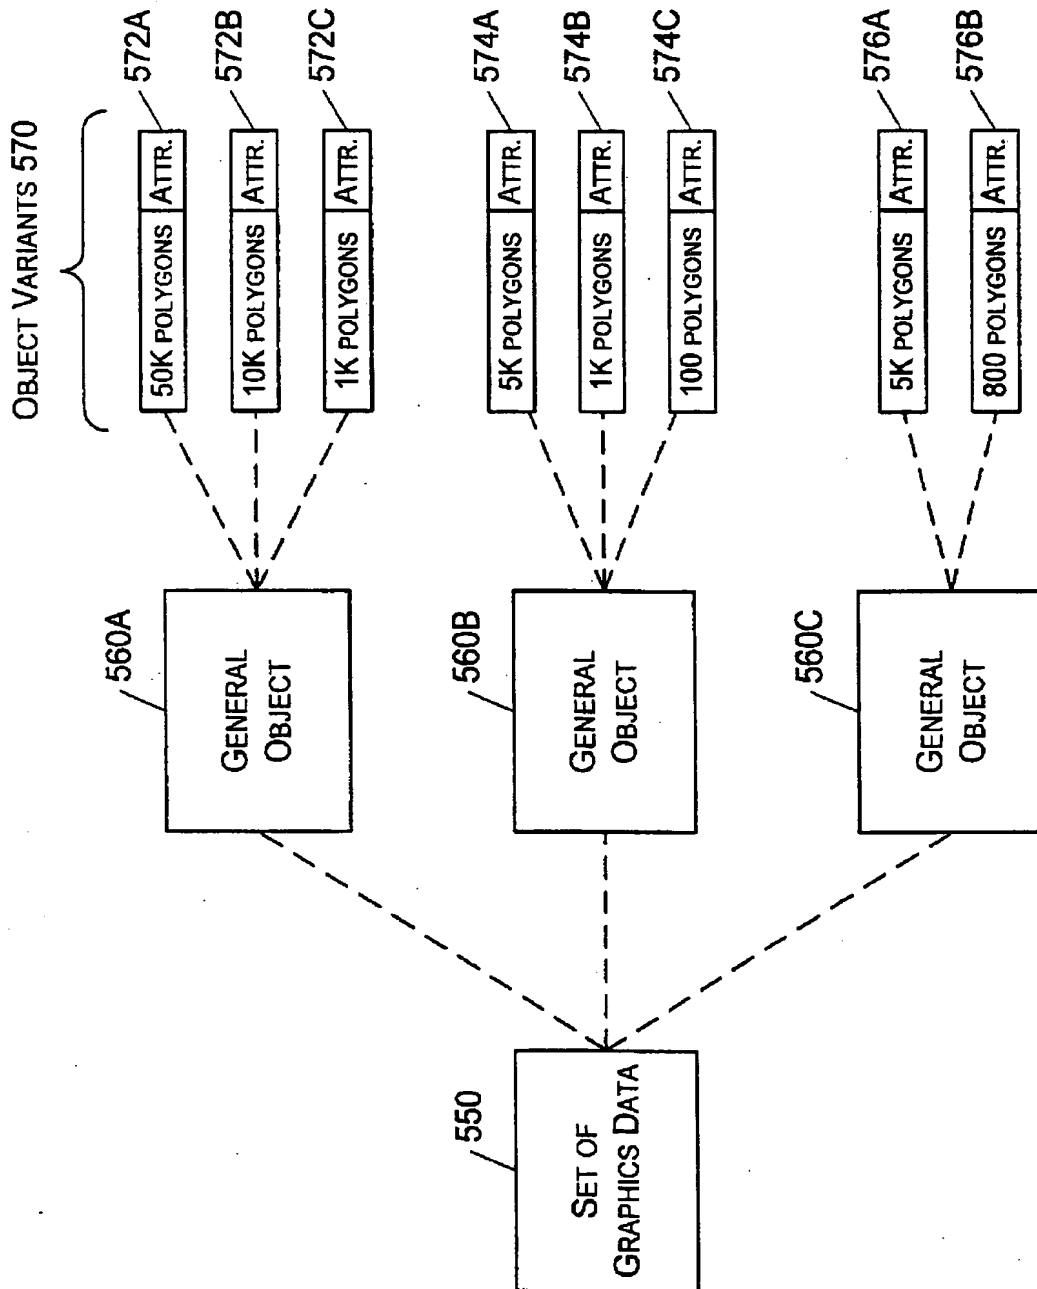 OBJECT VARIANTS 570
50K POLYGONS ATTR. 572A
10K POLYGONS ATTR. 572B
1K POLYGONS ATTR. 572C
5K POLYGONS ATTR. 574A
1K POLYGONS ATTR. 574B
100 POLYGONS ATTR. 574C
5K POLYGONS ATTR. 576A
800 POLYGONS ATTR. 576B
560A
GENERAL
OBJECT
560B
GENERAL
OBJECT
560C
GENERAL
OBJECT
550
SET OF
GRAPHICS DATA